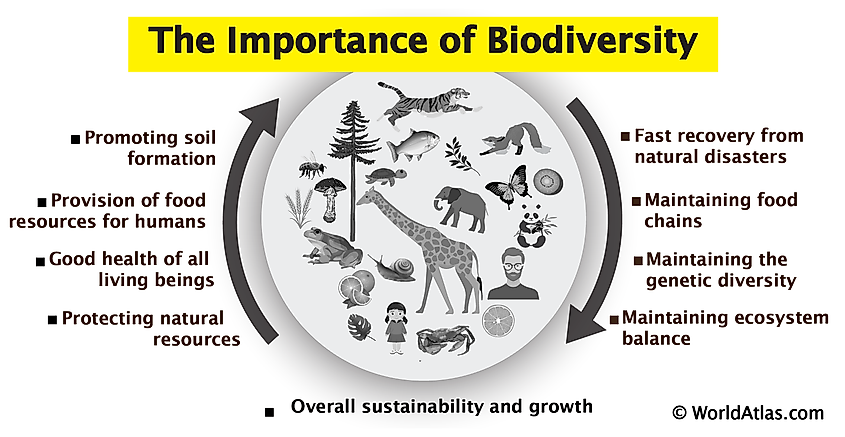 The Importance of Biodiversity
▪ Promoting soil
formation
▪ Provision of food
resources for humans
▪ Good health of all
living beings
▪ Protecting natural
resources
▪ Fast recovery from
natural disasters
▪ Maintaining food
chains
▪ Maintaining the
genetic diversity
▪ Maintaining ecosystem
balance
▪ Overall sustainability and growth
© WorldAtlas.com